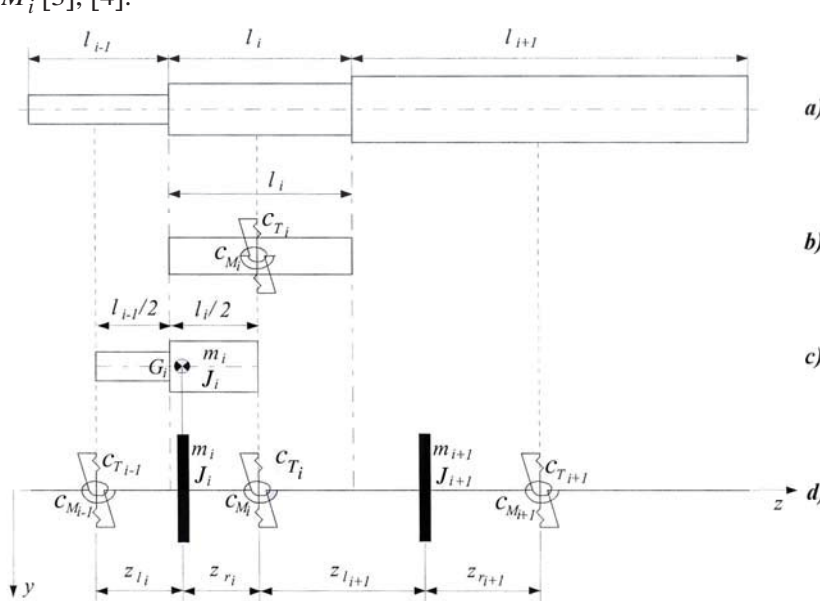 M_i [3], [4].
l_{i-1} l_i l_{i+1}
a)
l_i
c_{T_i}
b)
c_{M_i}
l_{i-1}/2 l_i/2
c)
G_i m_i
J_i
m_i m_{i+1}
c_{T_{i-1}} J_i c_{T_i} J_{i+1} c_{T_{i+1}}
c_{M_{i-1}} c_{M_i} c_{M_{i+1}} z d)
z_{l_i} z_{r_i} z_{l_{i+1}} z_{r_{i+1}}
y